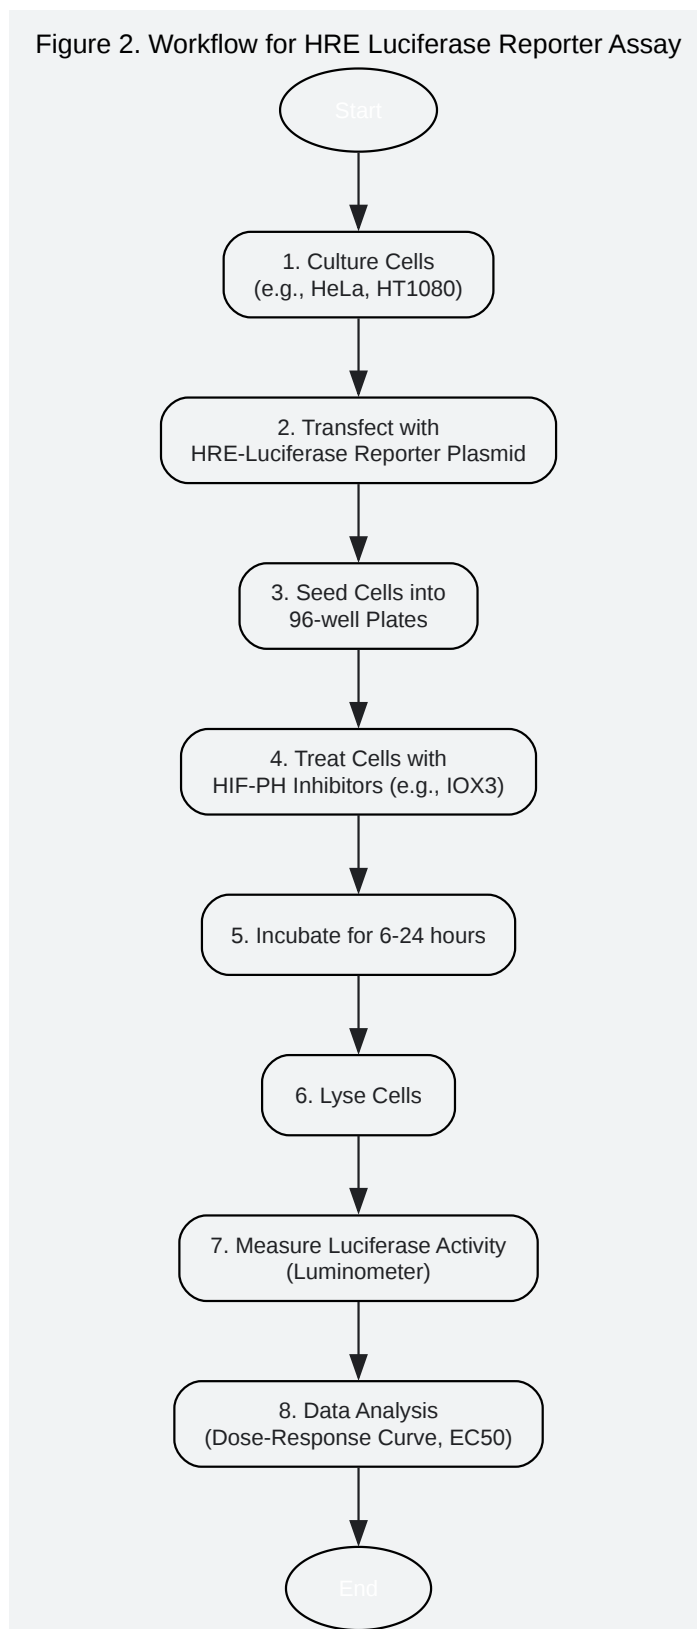 Figure 2. Workflow for HRE Luciferase Reporter Assay
Start
1. Culture Cells
(e.g., HeLa, HT1080)
2. Transfect with
HRE-Luciferase Reporter Plasmid
3. Seed Cells into
96-well Plates
4. Treat Cells with
HIF-PH Inhibitors (e.g., IOX3)
5. Incubate for 6-24 hours
6. Lyse Cells
7. Measure Luciferase Activity
(Luminometer)
8. Data Analysis
(Dose-Response Curve, EC50)
End